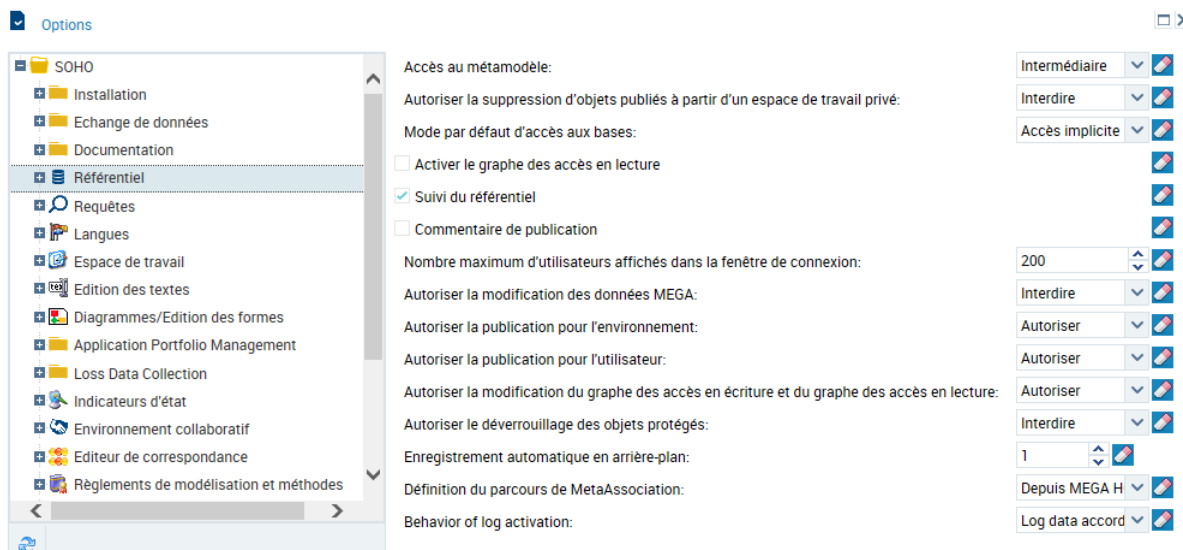 Options
SOHO
Installation
Echange de données
Documentation
Référentiel
Requêtes
Langues
Espace de travail
Edition des textes
Diagrammes/Edition des formes
Application Portfolio Management
Loss Data Collection
Indicateurs d'état
Environnement collaboratif
Editeur de correspondance
Règlements de modélisation et méthodes
Accès au métamodèle: Intermédiaire
Autoriser la suppression d'objets publiés à partir d'un espace de travail privé: Interdire
Mode par défaut d'accès aux bases: Accès implicite
Activer le graphe des accès en lecture
Suivi du référentiel
Commentaire de publication
Nombre maximum d'utilisateurs affichés dans la fenêtre de connexion: 200
Autoriser la modification des données MEGA: Interdire
Autoriser la publication pour l'environnement: Autoriser
Autoriser la publication pour l'utilisateur: Autoriser
Autoriser la modification du graphe des accès en écriture et du graphe des accès en lecture: Autoriser
Autoriser le déverrouillage des objets protégés: Interdire
Enregistrement automatique en arrière-plan: 1
Définition du parcours de MetaAssociation: Depuis MEGA H
Behavior of log activation: Log data accord